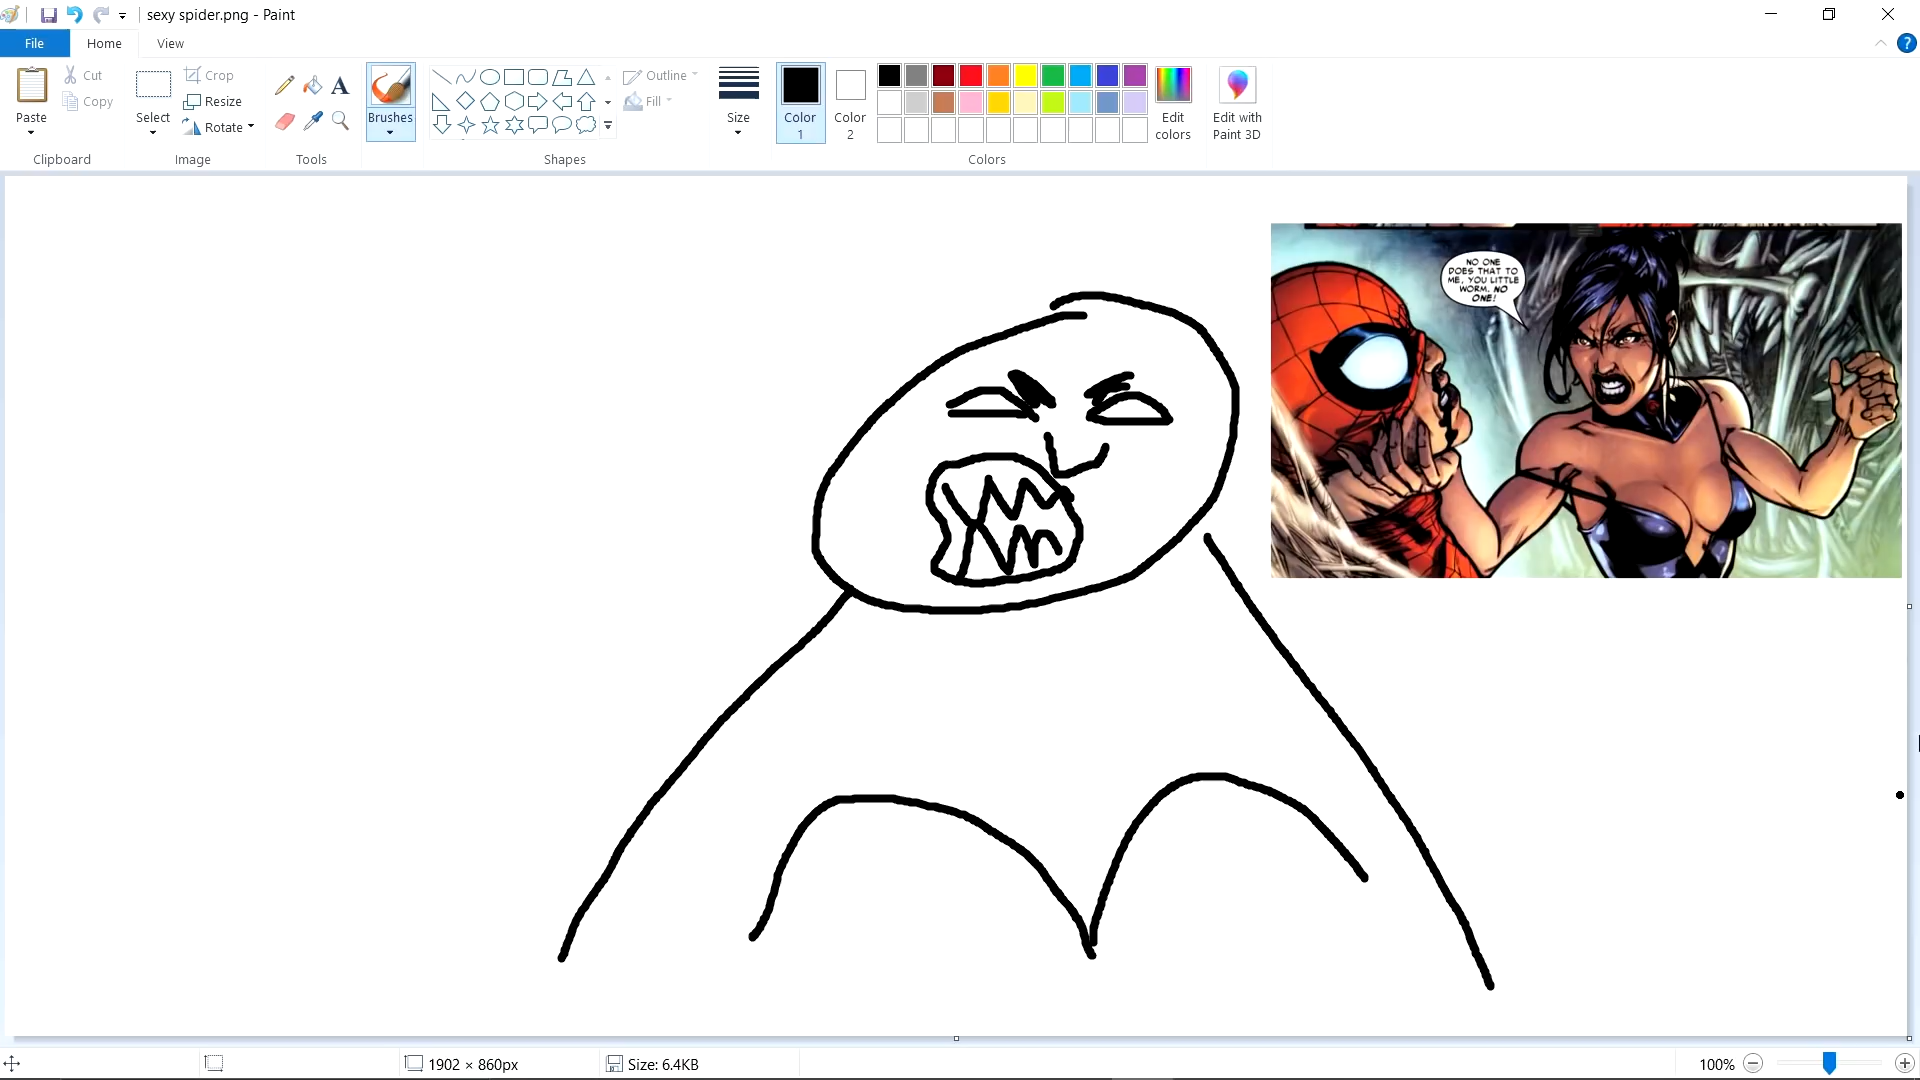 sexy spider.png - Paint
File Home View
Paste
Cut
Copy
Clipboard
Select
Crop
Resize
Rotate
Image
A
Tools
Brushes
Outline
Fill
Shapes
Size
Color 1
Color 2
Colors
Edit colors
Edit with Paint 3D
?
NO ONE
DOES THAT TO
ME, YOU LITTLE
WORM. NO
ONE!
1902 × 860px
Size: 6.4KB
100%